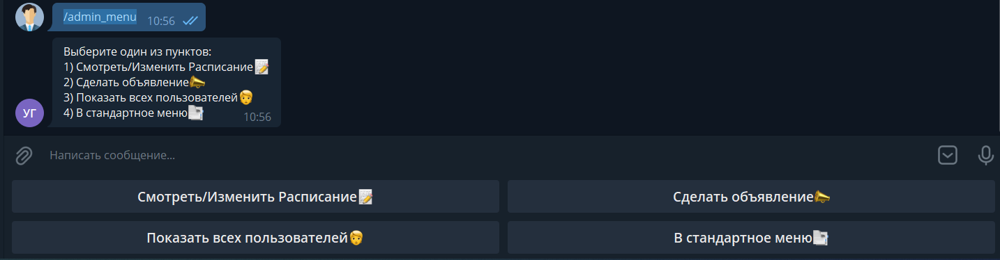 /admin_menu 10:56
Выберите один из пунктов:
1) Смотреть/Изменить Расписание📝
2) Сделать объявление📣
3) Показать всех пользователей🧑
4) В стандартное меню📑
10:56
УГ
Написать сообщение...
Смотреть/Изменить Расписание📝
Сделать объявление📣
Показать всех пользователей🧑
В стандартное меню📑